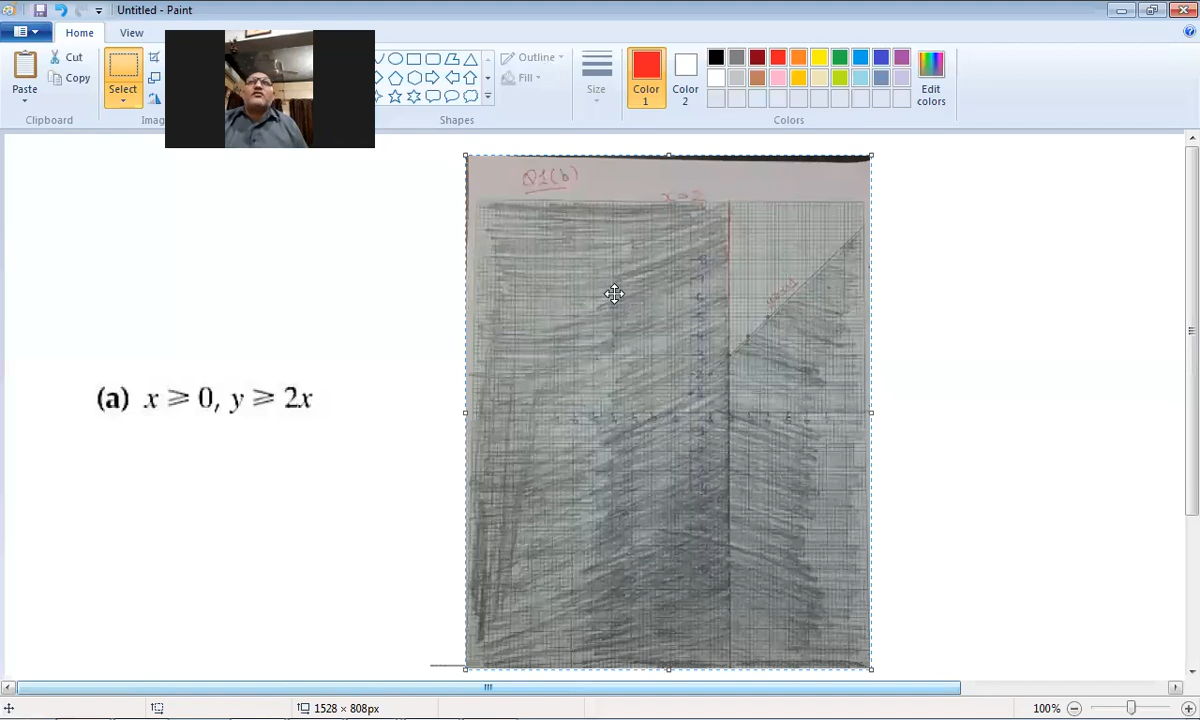 Untitled - Paint
Home
View
Paste
Cut
Copy
Clipboard
Select
Imag
Outline
Fill
Shapes
Size
Color 1
Color 2
Edit colors
Colors
Q1(b)
x=2
(a) x ⩾ 0, y ⩾ 2x
1528 × 808px
100%